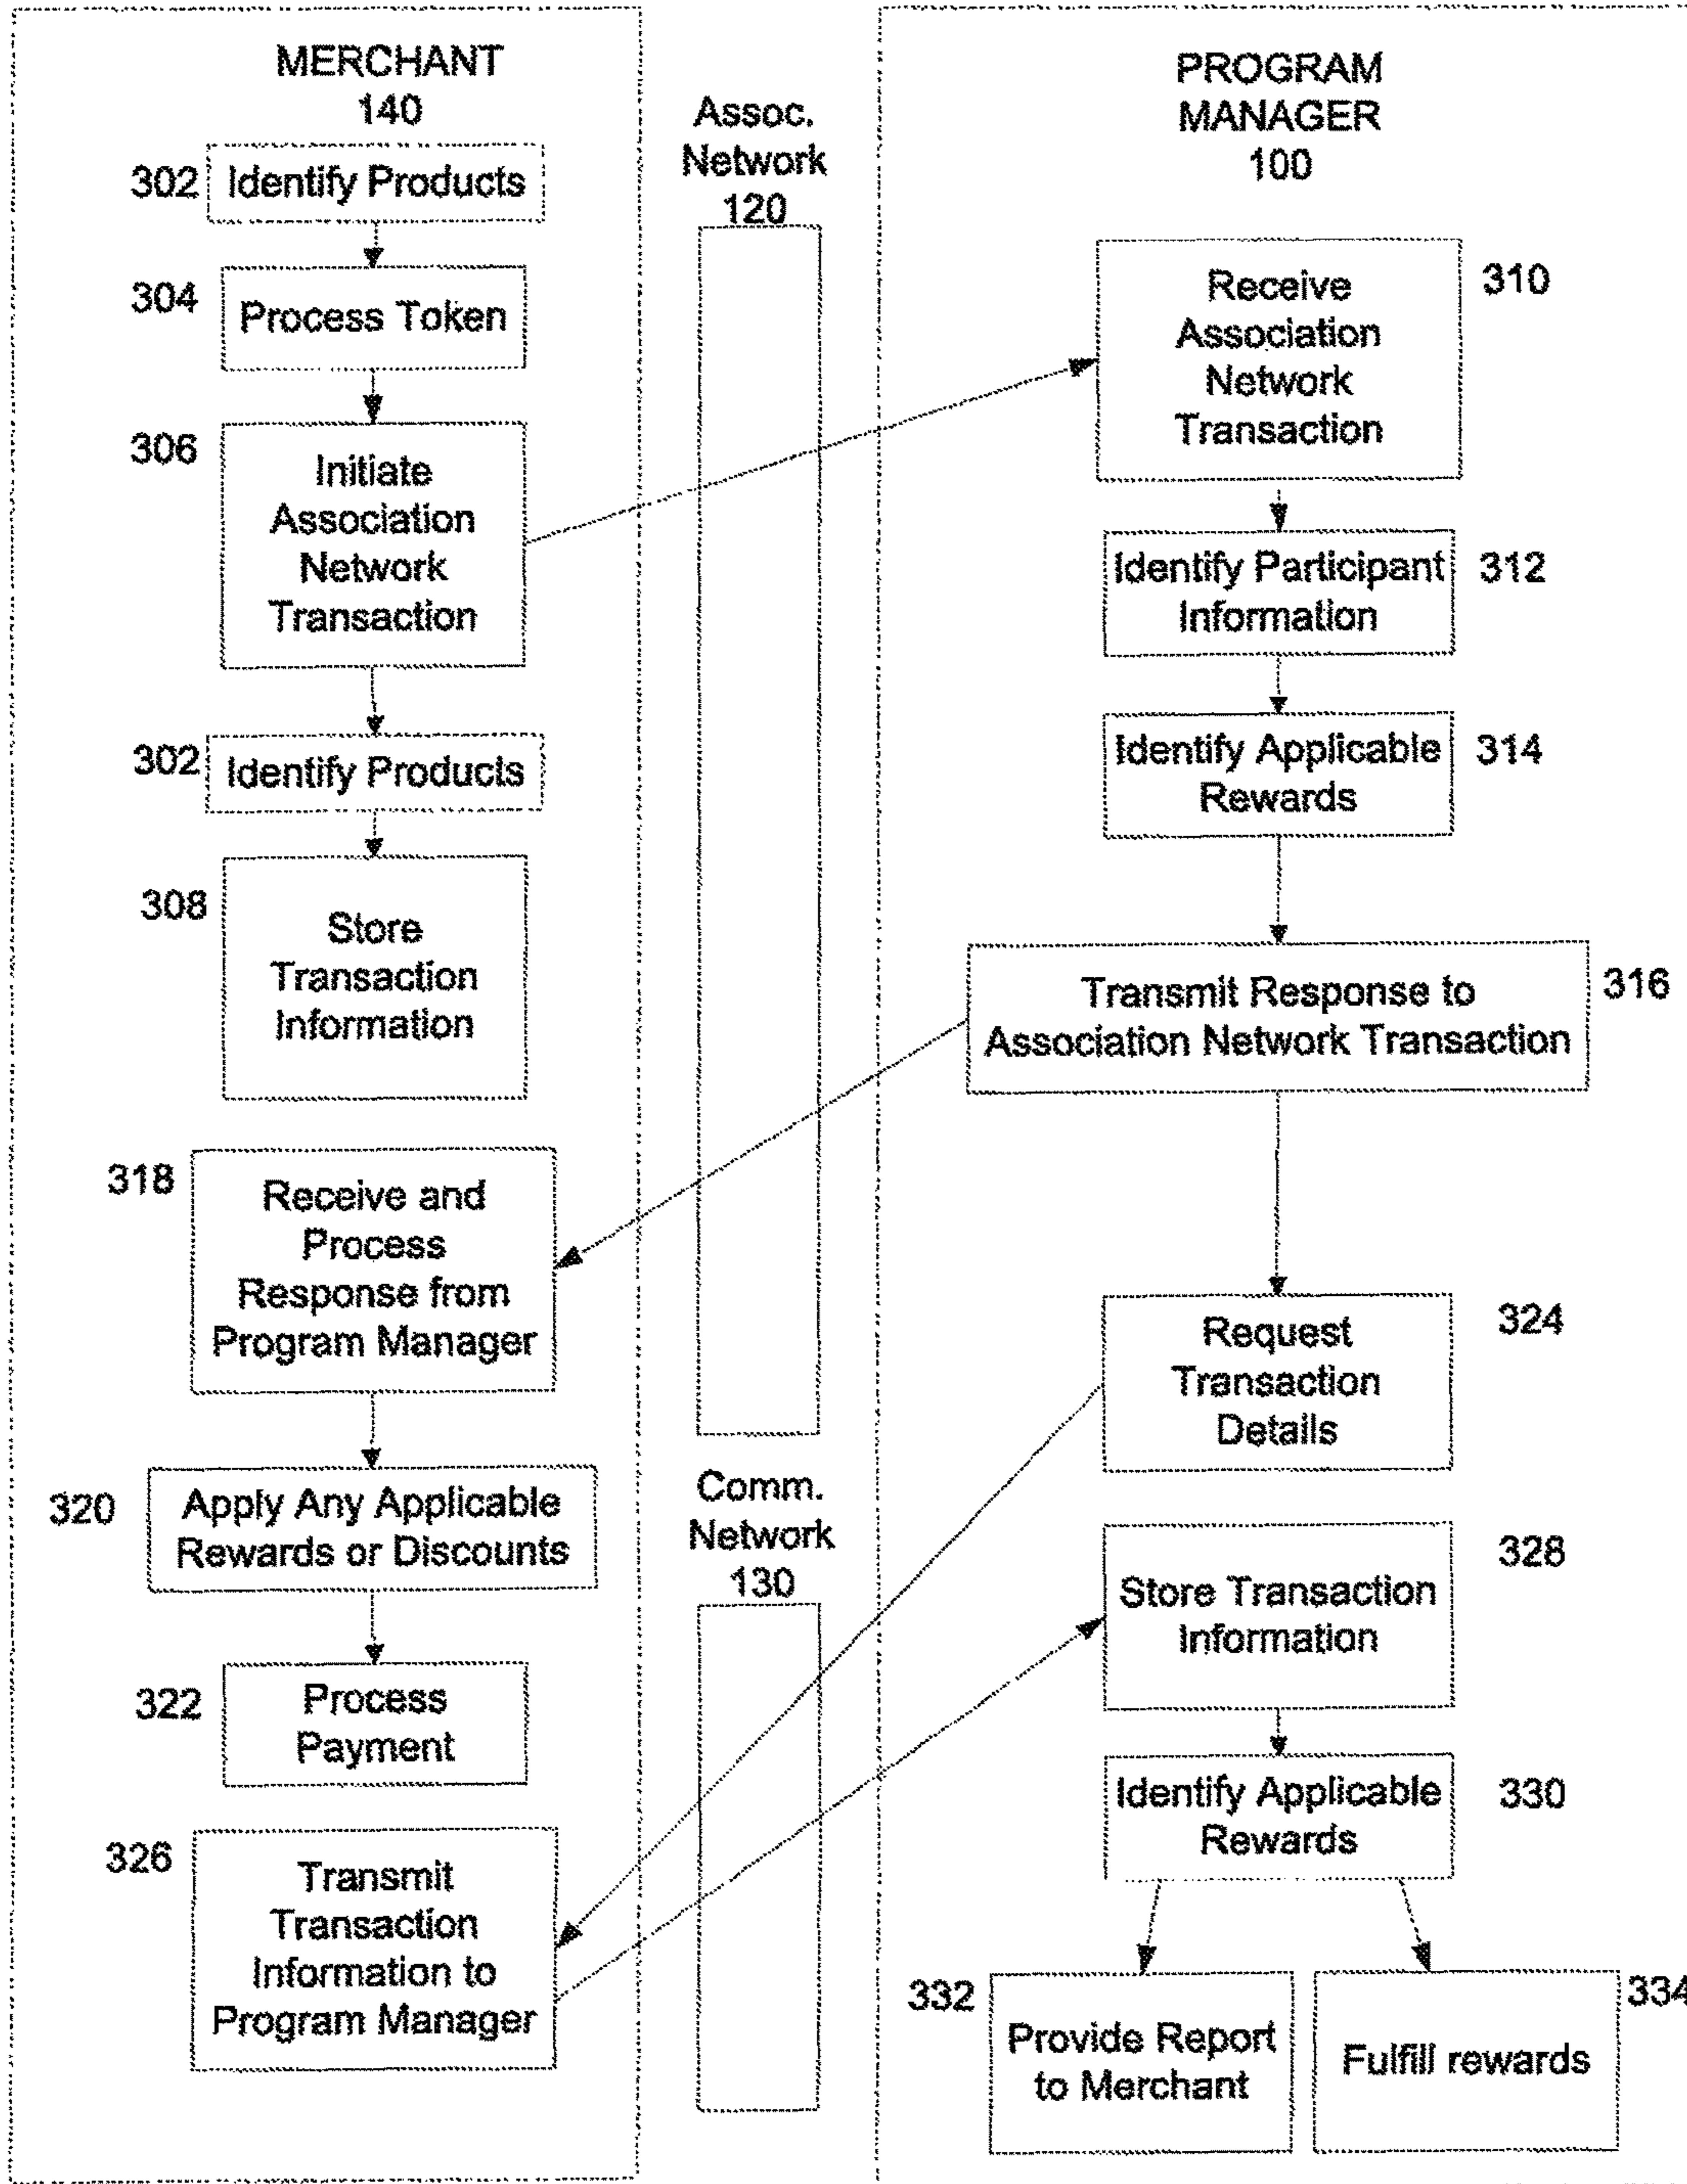 MERCHANT
140
302
Identify Products
304
Process Token
306
Initiate
Association
Network
Transaction
302
Identify Products
308
Store
Transaction
Information
318
Receive and
Process
Response from
Program Manager
320
Apply Any Applicable
Rewards or Discounts
322
Process
Payment
326
Transmit
Transaction
Information to
Program Manager
Assoc.
Network
120
Comm.
Network
130
PROGRAM
MANAGER
100
Receive
Association
Network
Transaction
310
Identify Participant
Information
312
Identify Applicable
Rewards
314
Transmit Response to
Association Network Transaction
316
Request
Transaction
Details
324
Store Transaction
Information
328
Identify Applicable
Rewards
330
332
Provide Report
to Merchant
Fulfill rewards
334